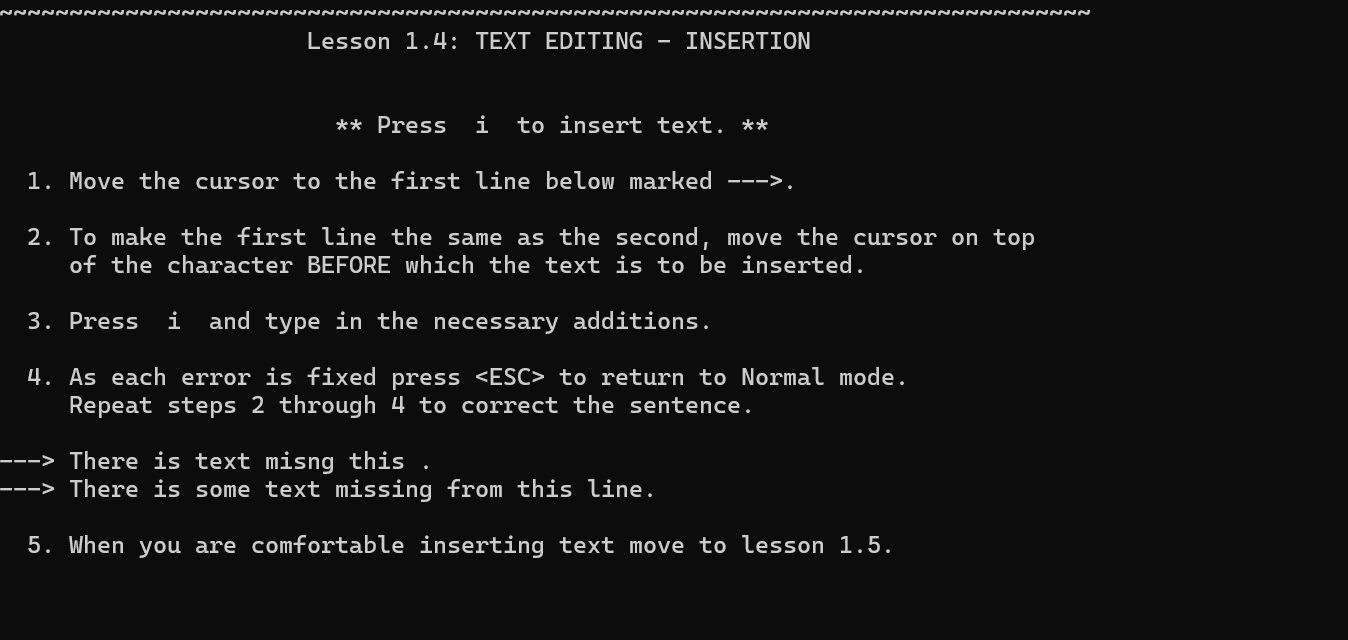 ~~~~~~~~~~~~~~~~~~~~~~~~~~~~~~~~~~~~~~~~~~~~~~~~~~~~~~~~~~~~~~~~~~~~~~~~~~~~~~
Lesson 1.4: TEXT EDITING - INSERTION
** Press  i  to insert text. **
1. Move the cursor to the first line below marked --->.
2. To make the first line the same as the second, move the cursor on top
of the character BEFORE which the text is to be inserted.
3. Press  i  and type in the necessary additions.
4. As each error is fixed press <ESC> to return to Normal mode.
Repeat steps 2 through 4 to correct the sentence.
---> There is text misng this .
---> There is some text missing from this line.
5. When you are comfortable inserting text move to lesson 1.5.